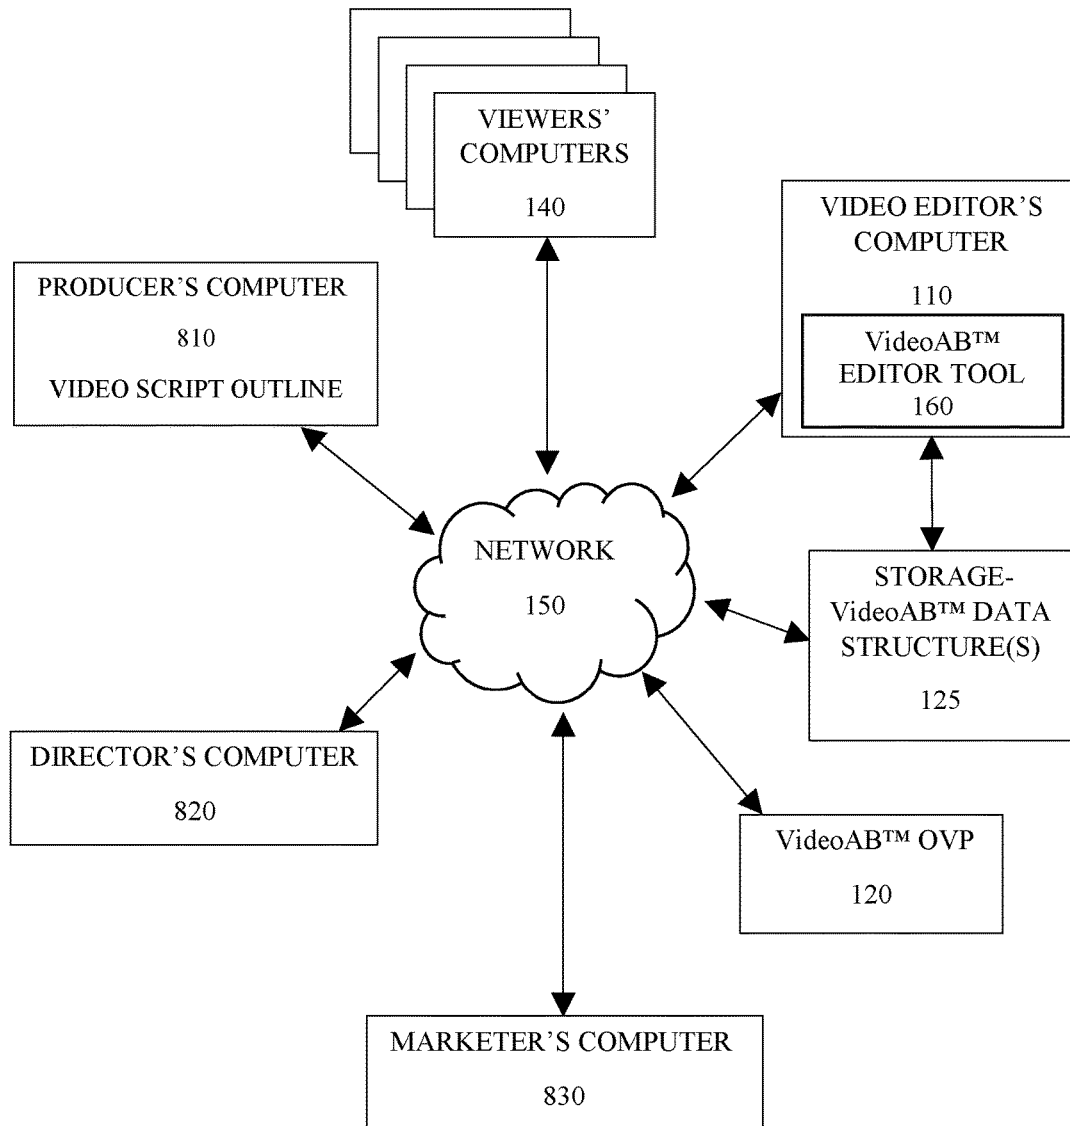 VIEWERS’
COMPUTERS
140
VIDEO EDITOR’S
COMPUTER
110
VideoAB™
EDITOR TOOL
160
PRODUCER’S COMPUTER
810
VIDEO SCRIPT OUTLINE
NETWORK
150
STORAGE-
VideoAB™ DATA
STRUCTURE(S)
125
DIRECTOR’S COMPUTER
820
VideoAB™ OVP
120
MARKETER’S COMPUTER
830